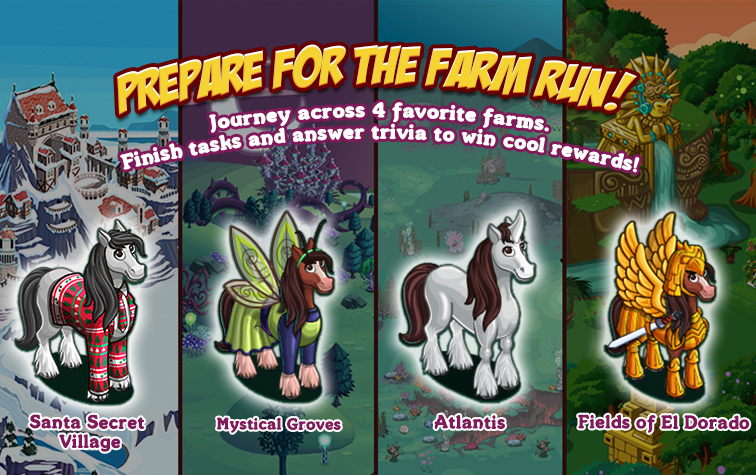 PREPARE FOR THE FARM RUN!
Journey across 4 favorite farms.
Finish tasks and answer trivia to win cool rewards!
Santa Secret
Village
Mystical Groves
Atlantis
Fields of El Dorado